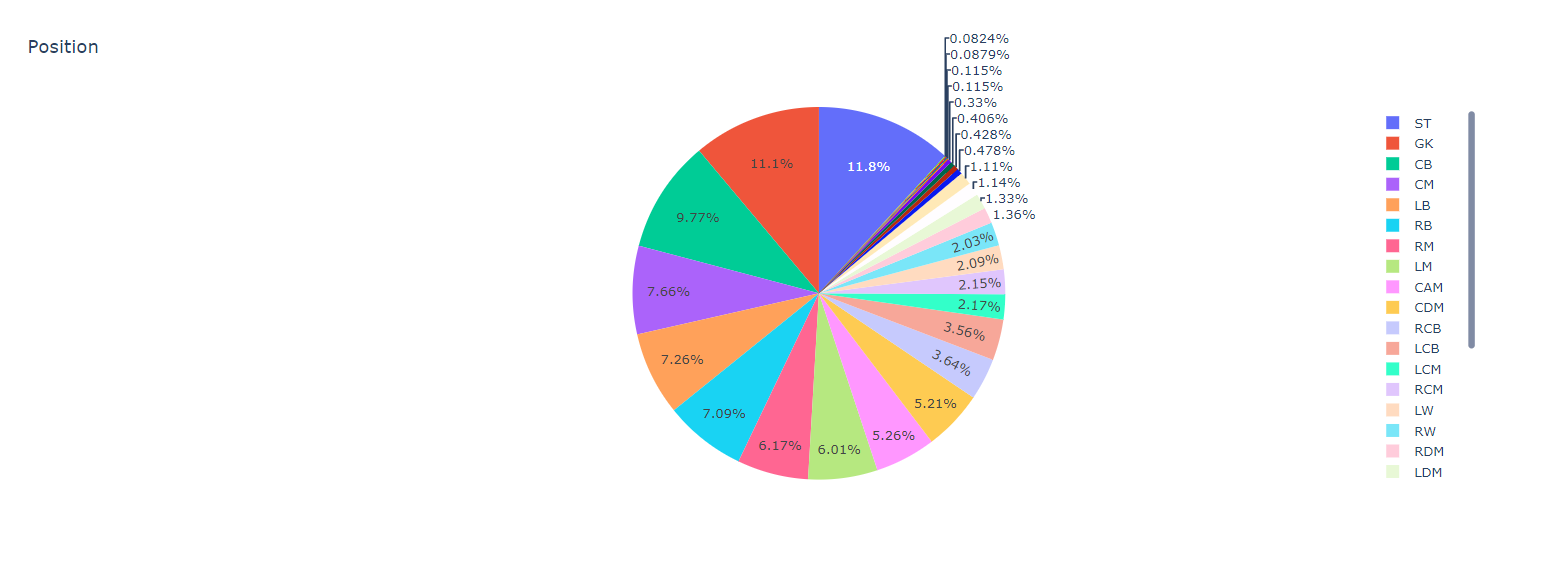 Position
0.0824%
0.0879%
0.115%
0.115%
0.33%
0.406%
0.428%
0.478%
1.11%
1.14%
1.33%
1.36%
11.8%
11.1%
9.77%
7.66%
7.26%
7.09%
6.17%
6.01%
5.26%
5.21%
3.64%
3.56%
2.17%
2.15%
2.09%
2.03%
ST
GK
CB
CM
LB
RB
RM
LM
CAM
CDM
RCB
LCB
LCM
RCM
LW
RW
RDM
LDM